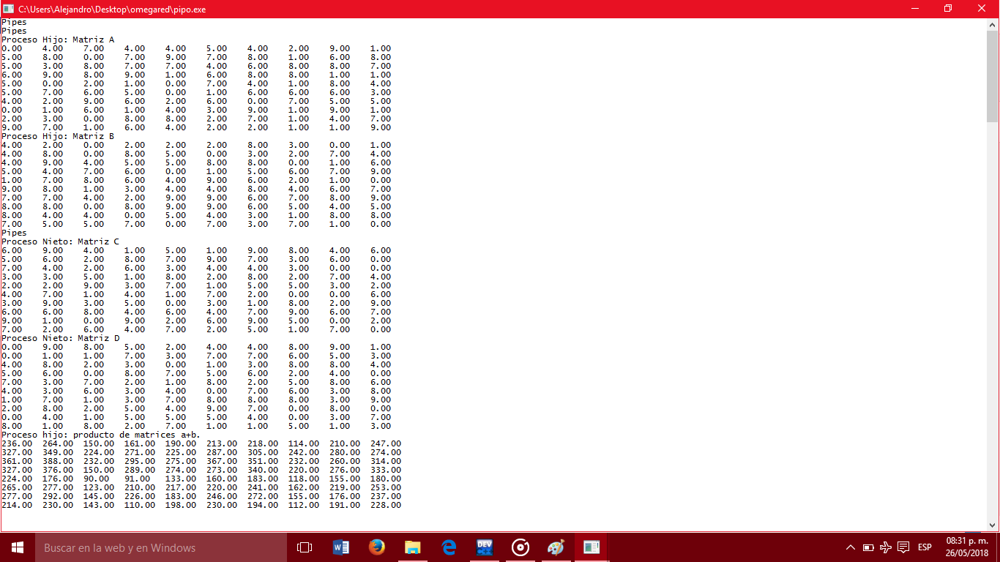 C:\Users\Alejandro\Desktop\omegared\pipo.exe
Pipes
Pipes
Proceso Hijo: Matriz A
0.00 4.00 7.00 4.00 4.00 5.00 4.00 2.00 9.00 1.00
5.00 8.00 0.00 7.00 9.00 7.00 8.00 1.00 6.00 8.00
5.00 3.00 8.00 7.00 7.00 4.00 6.00 8.00 8.00 7.00
6.00 9.00 8.00 9.00 1.00 6.00 8.00 8.00 1.00 1.00
5.00 0.00 2.00 1.00 0.00 7.00 4.00 1.00 8.00 4.00
5.00 7.00 6.00 5.00 0.00 1.00 6.00 6.00 6.00 3.00
4.00 2.00 9.00 6.00 2.00 6.00 0.00 7.00 5.00 5.00
0.00 1.00 6.00 1.00 4.00 3.00 9.00 1.00 9.00 1.00
2.00 3.00 0.00 8.00 8.00 2.00 7.00 1.00 4.00 7.00
9.00 7.00 1.00 6.00 4.00 2.00 2.00 1.00 1.00 9.00
Proceso Hijo: Matriz B
4.00 2.00 0.00 2.00 2.00 2.00 8.00 3.00 0.00 1.00
4.00 8.00 0.00 8.00 5.00 0.00 3.00 2.00 7.00 4.00
4.00 9.00 4.00 5.00 5.00 8.00 8.00 0.00 1.00 6.00
5.00 4.00 7.00 6.00 0.00 1.00 5.00 6.00 7.00 9.00
1.00 7.00 8.00 6.00 4.00 9.00 6.00 2.00 1.00 0.00
9.00 8.00 1.00 3.00 4.00 4.00 8.00 4.00 6.00 7.00
7.00 7.00 4.00 2.00 9.00 9.00 6.00 7.00 8.00 9.00
8.00 8.00 0.00 8.00 9.00 9.00 6.00 5.00 4.00 5.00
8.00 4.00 4.00 0.00 5.00 4.00 3.00 1.00 8.00 8.00
7.00 5.00 5.00 7.00 0.00 7.00 3.00 7.00 1.00 0.00
Pipes
Proceso Nieto: Matriz C
6.00 9.00 4.00 1.00 5.00 1.00 9.00 8.00 4.00 6.00
5.00 6.00 2.00 8.00 7.00 9.00 7.00 3.00 6.00 0.00
7.00 4.00 2.00 6.00 3.00 4.00 4.00 3.00 0.00 0.00
3.00 3.00 5.00 1.00 8.00 2.00 8.00 2.00 7.00 4.00
2.00 2.00 9.00 3.00 7.00 1.00 5.00 5.00 3.00 2.00
4.00 7.00 4.00 1.00 7.00 2.00 0.00 0.00 6.00 4.00
3.00 9.00 3.00 5.00 0.00 3.00 1.00 8.00 2.00 9.00
6.00 6.00 8.00 4.00 6.00 4.00 7.00 9.00 6.00 7.00
9.00 1.00 0.00 9.00 2.00 6.00 9.00 5.00 0.00 2.00
7.00 2.00 6.00 4.00 7.00 2.00 5.00 1.00 7.00 0.00
Proceso Nieto: Matriz D
0.00 9.00 8.00 5.00 2.00 4.00 4.00 8.00 9.00 1.00
0.00 1.00 1.00 7.00 3.00 7.00 7.00 6.00 5.00 3.00
4.00 8.00 2.00 3.00 0.00 1.00 3.00 8.00 8.00 4.00
5.00 6.00 0.00 8.00 7.00 5.00 6.00 2.00 4.00 0.00
7.00 3.00 7.00 2.00 1.00 8.00 2.00 5.00 8.00 6.00
4.00 3.00 6.00 3.00 4.00 0.00 7.00 6.00 3.00 8.00
1.00 7.00 1.00 3.00 7.00 8.00 8.00 8.00 3.00 9.00
2.00 8.00 2.00 5.00 4.00 9.00 7.00 0.00 8.00 0.00
0.00 4.00 1.00 5.00 5.00 5.00 4.00 0.00 3.00 7.00
8.00 1.00 8.00 2.00 7.00 1.00 1.00 5.00 1.00 3.00
Proceso hijo: producto de matrices a+b.
236.00 264.00 150.00 161.00 190.00 213.00 218.00 114.00 210.00 247.00
327.00 349.00 224.00 271.00 225.00 287.00 305.00 242.00 280.00 274.00
361.00 388.00 232.00 295.00 275.00 367.00 351.00 232.00 260.00 314.00
327.00 376.00 150.00 289.00 274.00 273.00 340.00 220.00 276.00 333.00
224.00 176.00 90.00 91.00 133.00 160.00 183.00 118.00 155.00 180.00
265.00 277.00 123.00 210.00 217.00 220.00 241.00 162.00 219.00 253.00
277.00 292.00 145.00 226.00 183.00 246.00 272.00 155.00 176.00 237.00
214.00 230.00 143.00 110.00 198.00 230.00 194.00 112.00 191.00 228.00
Buscar en la web y en Windows
DEV
ESP
08:31 p. m.
26/05/2018